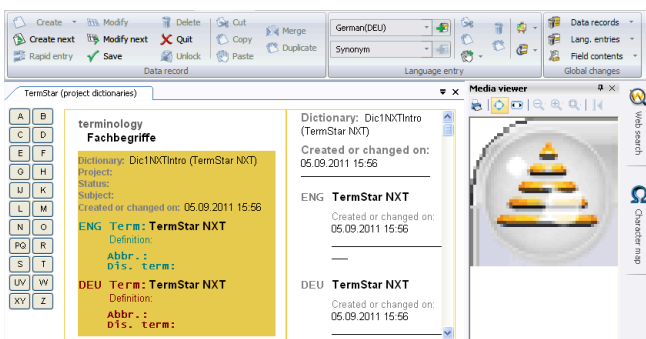 Create
Modify
Delete
Cut
Merge
German(DEU)
Data records
Create next
Modify next
Quit
Copy
Duplicate
Lang. entries
Rapid entry
Save
Unlock
Paste
Synonym
Field contents
Data record
Language entry
Global changes
TermStar (project dictionaries)
Media viewer
A B
C D
E F
G H
IJ K
L M
N O
PQ R
S T
UV W
XY Z
terminology
Fachbegriffe
Dictionary: Dic1NXTIntro (TermStar NXT)
Project:
Status:
Subject:
Created or changed on: 05.09.2011 15:56
ENG Term: TermStar NXT
Definition:
Abbr.:
Dis. term:
DEU Term: TermStar NXT
Definition:
Abbr.:
Dis. term:
Dictionary: Dic1NXTIntro
(TermStar NXT)
Created or changed on:
05.09.2011 15:56
ENG TermStar NXT
Created or changed on:
05.09.2011 15:56
DEU TermStar NXT
Created or changed on:
05.09.2011 15:56
Web search
Character map